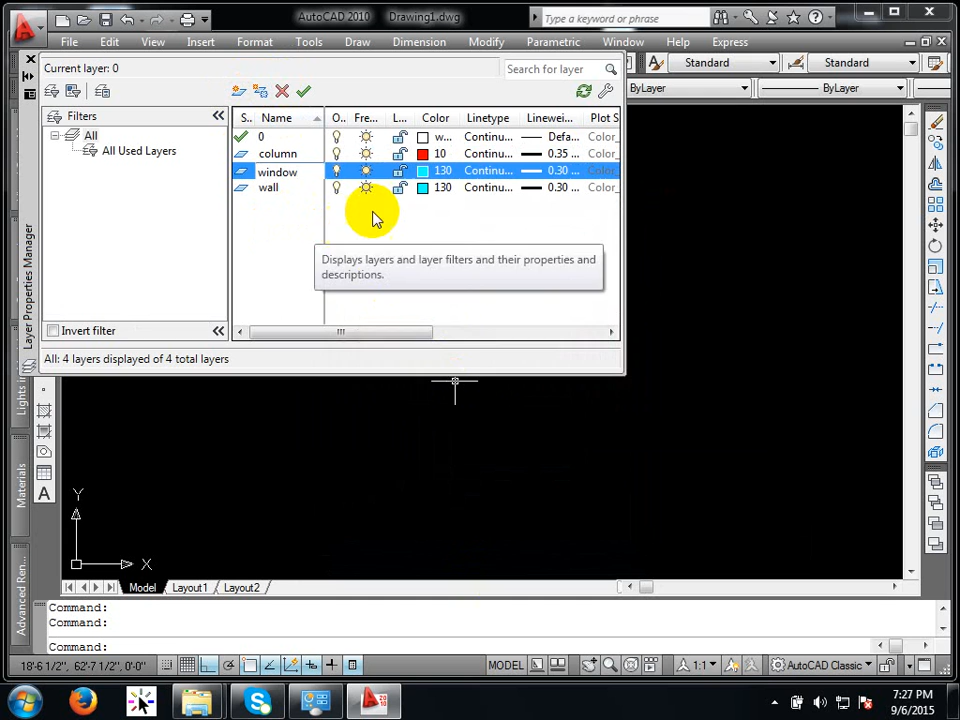 AutoCAD 2010 Drawing1.dwg Type a keyword or phrase
File Edit View Insert Format Tools Draw Dimension Modify Parametric Window Help Express
Current layer: 0 Search for layer Standard Standard
ByLayer ByLayer
Filters S.. Name O.. Fre... L... Color Linetype Linewei... Plot S
All 0 w... Continu... Defa...  Color_
All Used Layers column 10 Continu... 0.35 ... Color_
window 130 Continu... 0.30 ... Color_
wall 130 Continu... 0.30 ... Color_
Displays layers and layer filters and their properties and
descriptions.
Layer Properties Manager
Invert filter
All: 4 layers displayed of 4 total layers
Lights i
Materials
Advanced Ren...
A
Y
X
Model Layout1 Layout2
Command:
Command:
Command:
18'-6 1/2", 62'-7 1/2", 0'-0" MODEL 1:1 AutoCAD Classic
7:27 PM
9/6/2015